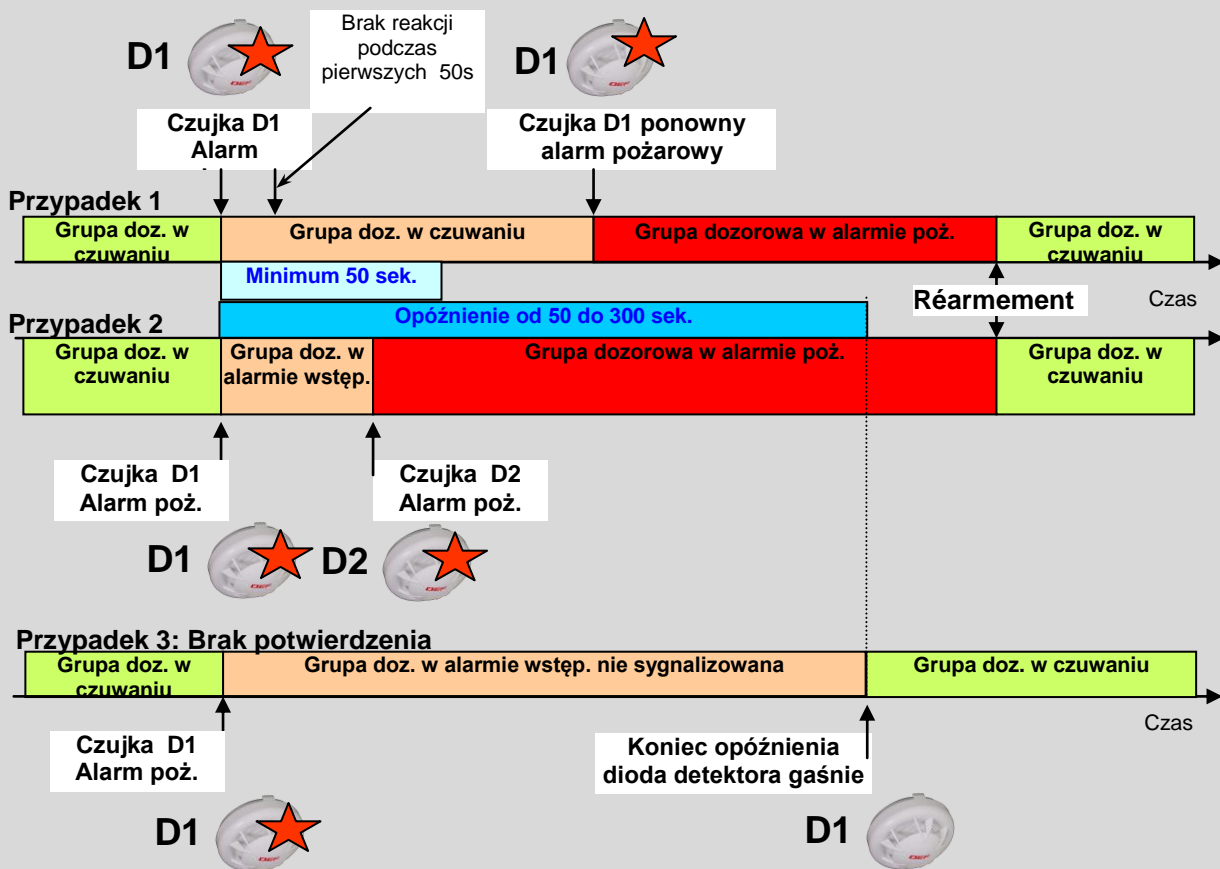 D1
Brak reakcji
podczas
pierwszych 50s
D1
Czujka D1
Alarm
Czujka D1 ponowny
alarm pożarowy
Przypadek 1
Grupa doz. w
czuwaniu
Grupa doz. w czuwaniu
Grupa dozorowa w alarmie poż.
Grupa doz. w
czuwaniu
Minimum 50 sek.
Réarmement
Czas
Opóźnienie od 50 do 300 sek.
Przypadek 2
Grupa doz. w
czuwaniu
Grupa doz. w
alarmie wstęp.
Grupa dozorowa w alarmie poż.
Grupa doz. w
czuwaniu
Czujka D1
Alarm poż.
Czujka D2
Alarm poż.
D1
D2
Przypadek 3: Brak potwierdzenia
Grupa doz. w
czuwaniu
Grupa doz. w alarmie wstęp. nie sygnalizowana
Grupa doz. w czuwaniu
Czas
Czujka D1
Alarm poż.
Koniec opóźnienia
dioda detektora gaśnie
D1
D1